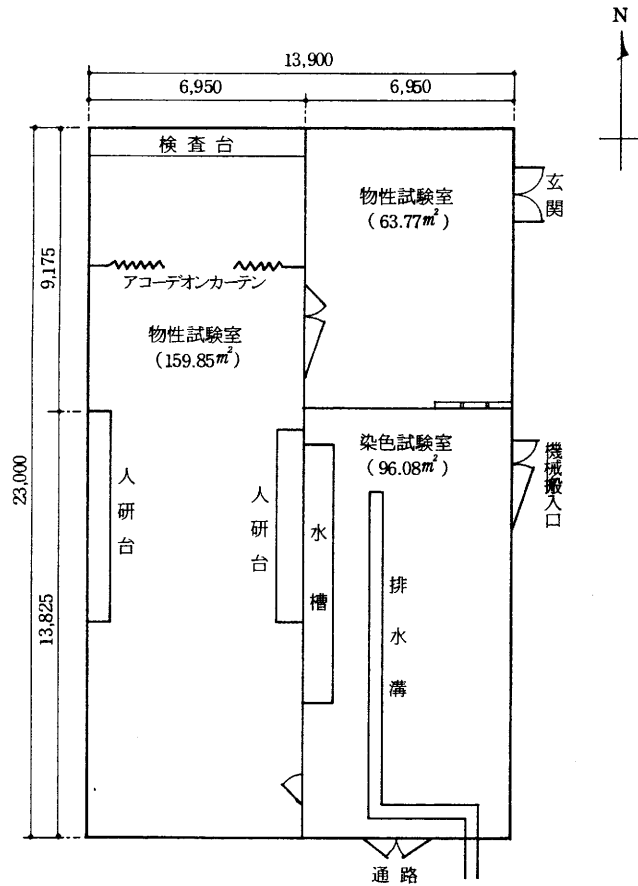 N
13,900
6,950
6,950
検査台
物性試験室
(63.77m²)
玄関
9,175
アコーデオンカーテン
物性試験室
(159.85m²)
23,000
染色試験室
(96.08m²)
機械搬入口
人研台
人研台
水槽
排水溝
13,825
通路